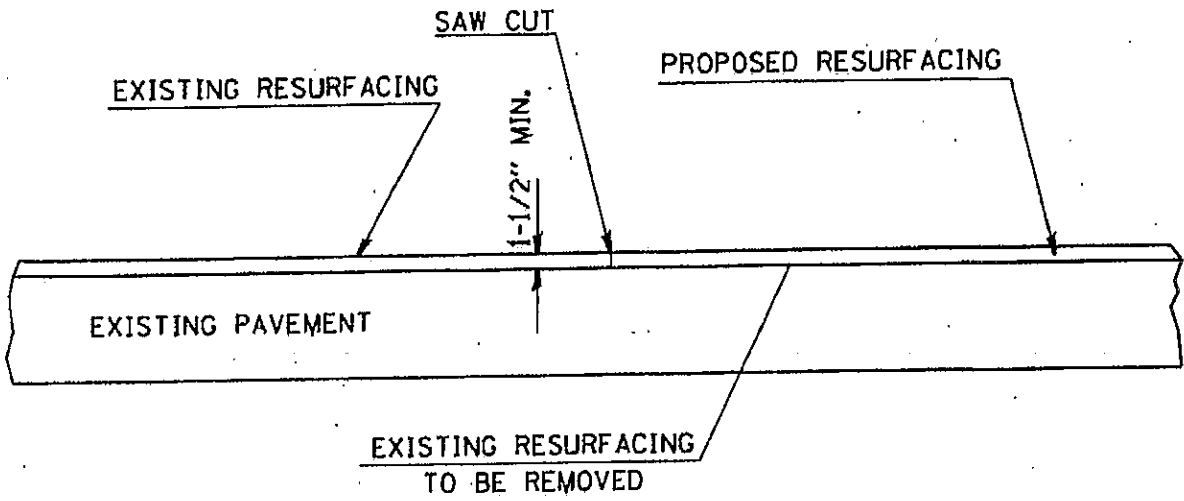 SAW CUT
EXISTING RESURFACING
PROPOSED RESURFACING
1-1/2" MIN.
EXISTING PAVEMENT
EXISTING RESURFACING
TO BE REMOVED